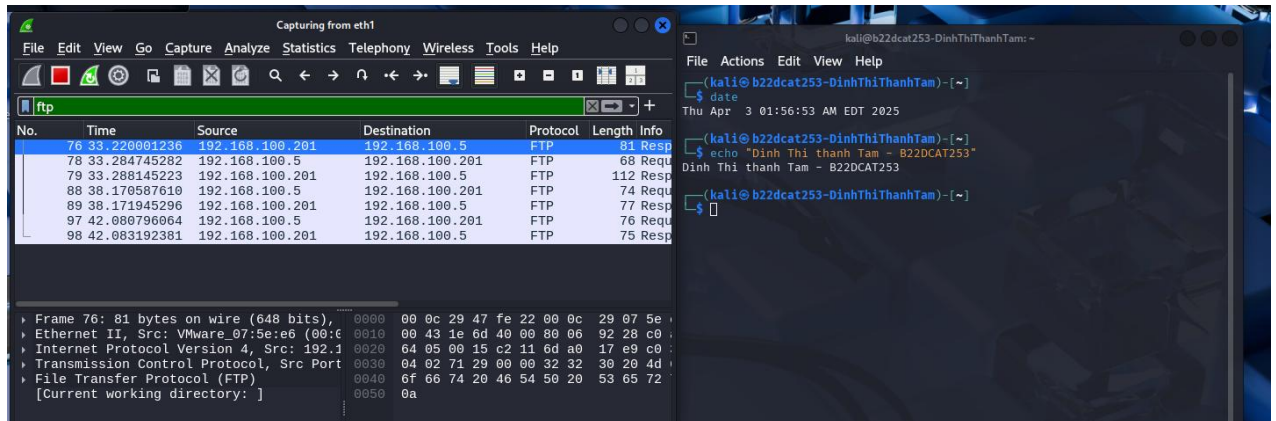 Capturing from eth1
File Edit View Go Capture Analyze Statistics Telephony Wireless Tools Help
ftp
No. Time Source Destination Protocol Length Info
76 33.220001236 192.168.100.201 192.168.100.5 FTP 81 Resp
78 33.284745282 192.168.100.5 192.168.100.201 FTP 68 Requ
79 33.288145223 192.168.100.201 192.168.100.5 FTP 112 Resp
88 38.170587610 192.168.100.5 192.168.100.201 FTP 74 Requ
89 38.171945296 192.168.100.201 192.168.100.5 FTP 77 Resp
97 42.080796064 192.168.100.5 192.168.100.201 FTP 76 Requ
98 42.083192381 192.168.100.201 192.168.100.5 FTP 75 Resp
Frame 76: 81 bytes on wire (648 bits),
Ethernet II, Src: VMware_07:5e:e6 (00:
Internet Protocol Version 4, Src: 192.1
Transmission Control Protocol, Src Port
File Transfer Protocol (FTP)
[Current working directory: ]
0000 00 0c 29 47 fe 22 00 0c 29 07 5e
0010 00 43 1e 6d 40 00 80 06 92 28 c0
0020 64 05 00 15 c2 11 6d a0 17 e9 c0
0030 04 02 71 29 00 00 32 32 30 20 4d
0040 6f 66 74 20 46 54 50 20 53 65 72
0050 0a
kali@b22dcat253-DinhThiThanhTam: ~
File Actions Edit View Help
(kali㉿b22dcat253-DinhThiThanhTam)-[~]
$ date
Thu Apr 3 01:56:53 AM EDT 2025
(kali㉿b22dcat253-DinhThiThanhTam)-[~]
$ echo "Dinh Thi thanh Tam - B22DCAT253"
Dinh Thi thanh Tam - B22DCAT253
(kali㉿b22dcat253-DinhThiThanhTam)-[~]
$